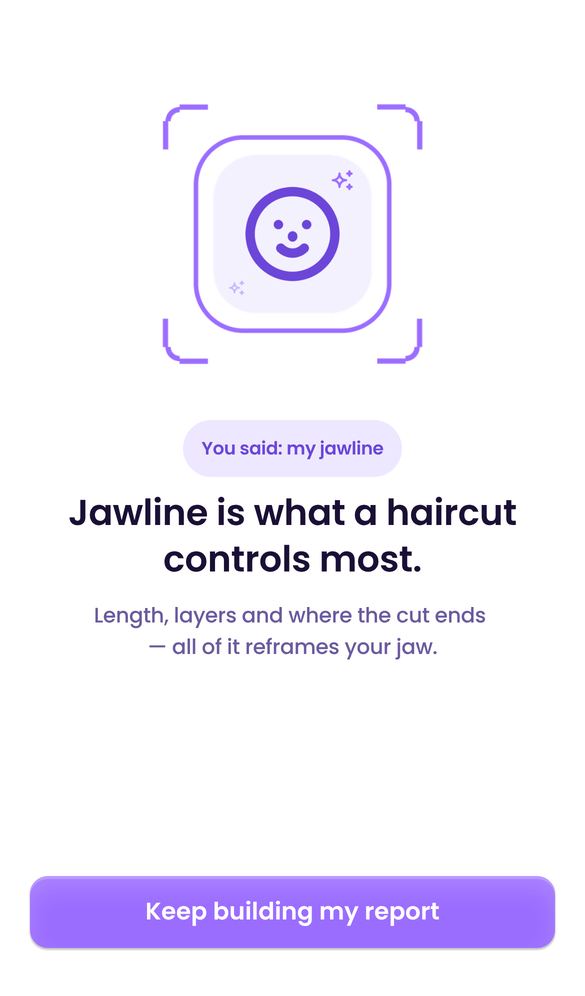 You said: my jawline
Jawline is what a haircut
controls most.
Length, layers and where the cut ends
— all of it reframes your jaw.
Keep building my report